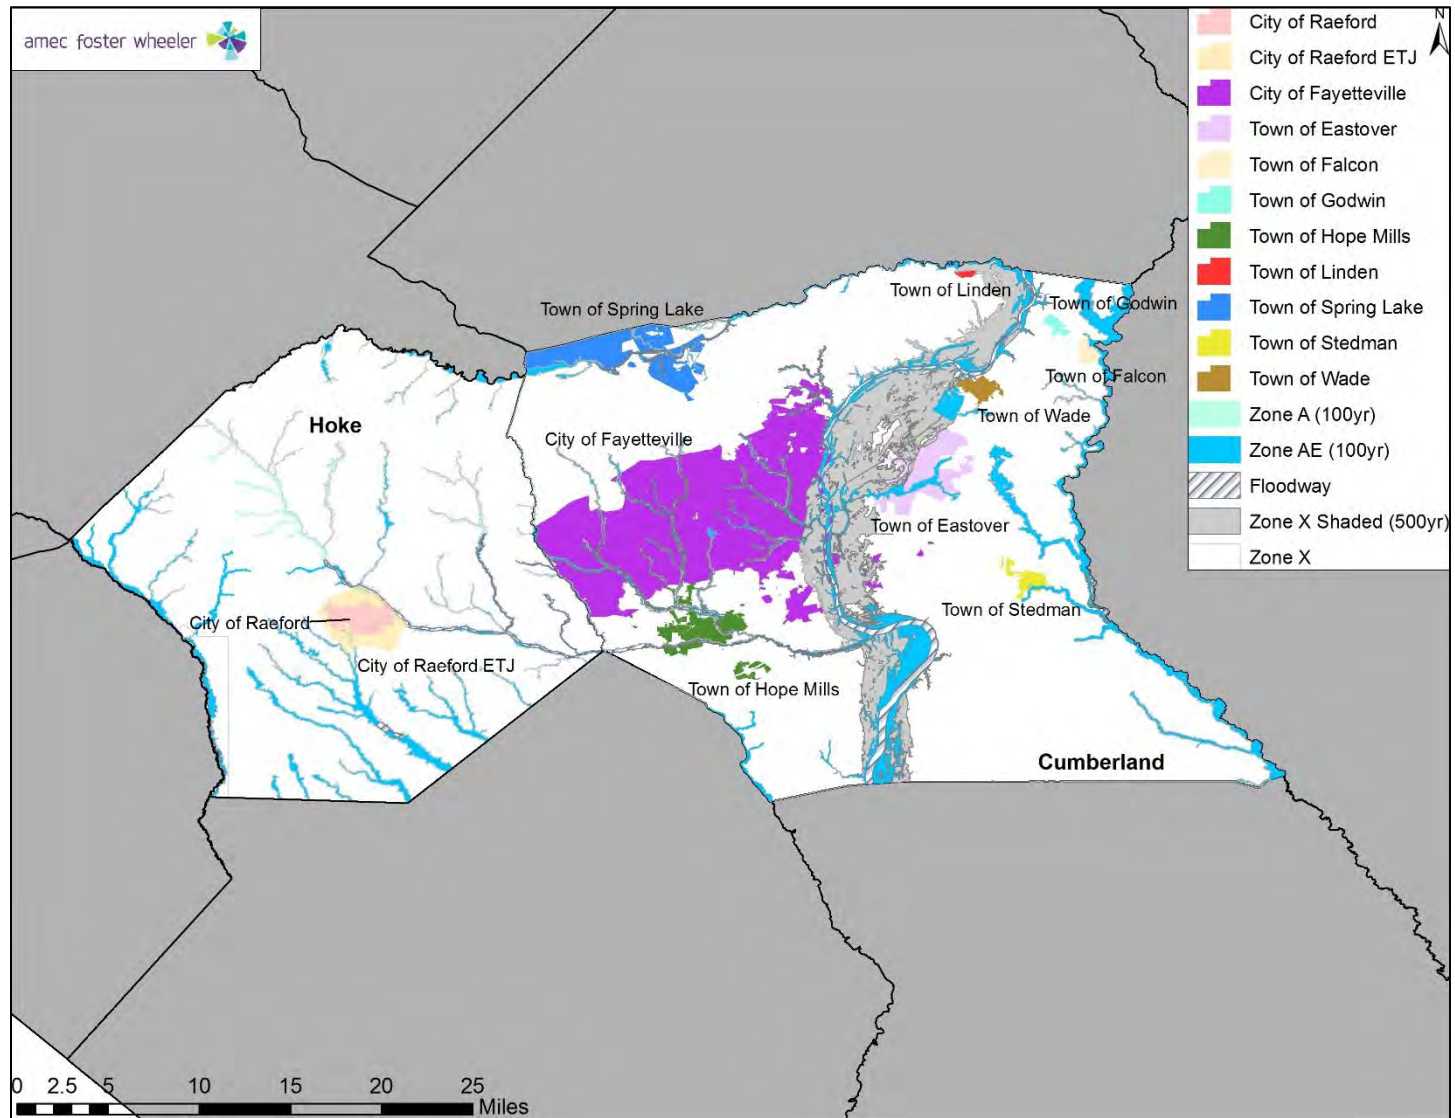 amec foster wheeler
N
City of Raeford
City of Raeford ETJ
City of Fayetteville
Town of Eastover
Town of Falcon
Town of Godwin
Town of Hope Mills
Town of Linden
Town of Spring Lake
Town of Stedman
Town of Wade
Zone A (100yr)
Zone AE (100yr)
Floodway
Zone X Shaded (500yr)
Zone X
Town of Linden
Town of Godwin
Town of Spring Lake
Town of Falcon
Town of Wade
Hoke
City of Fayetteville
Town of Eastover
Town of Stedman
City of Raeford
City of Raeford ETJ
Town of Hope Mills
Cumberland
0 2.5 5 10 15 20 25
Miles